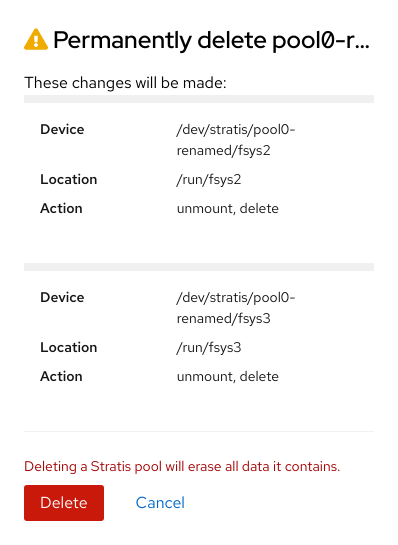 Permanently delete pool0-r...
These changes will be made:
Device
/dev/stratis/pool0-
renamed/fsys2
Location
/run/fsys2
Action
unmount, delete
Device
/dev/stratis/pool0-
renamed/fsys3
Location
/run/fsys3
Action
unmount, delete
Deleting a Stratis pool will erase all data it contains.
Delete
Cancel